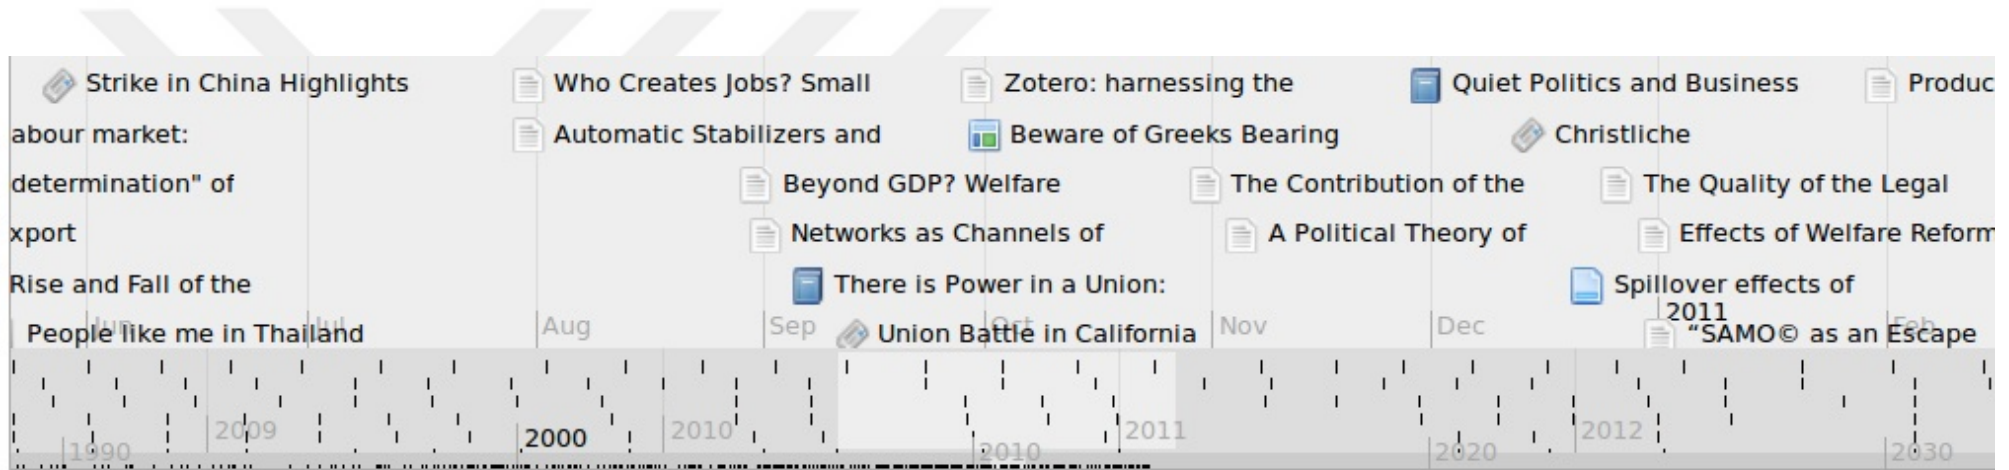 Strike in China Highlights Who Creates Jobs? Small Zotero: harnessing the Quiet Politics and Business Produc
abour market: Automatic Stabilizers and Beware of Greeks Bearing Christliche
determination" of Beyond GDP? Welfare The Contribution of the The Quality of the Legal
xport Networks as Channels of A Political Theory of Effects of Welfare Reform
Rise and Fall of the There is Power in a Union: Spillover effects of
2011
Jun Jul Aug Sep Oct Nov Dec Feb
People like me in Thailand Union Battle in California “SAMO© as an Escape
2009 2010 2011 2012
1990 2000 2010 2020 2030